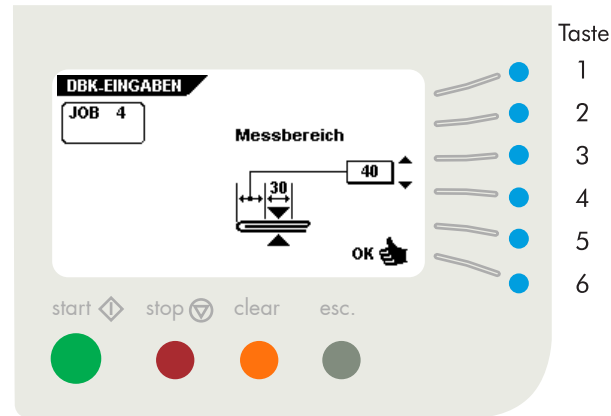 Taste
DBK-EINGABEN
1
JOB 4
2
Messbereich
3
40
30
4
OK
5
6
start
stop
clear
esc.